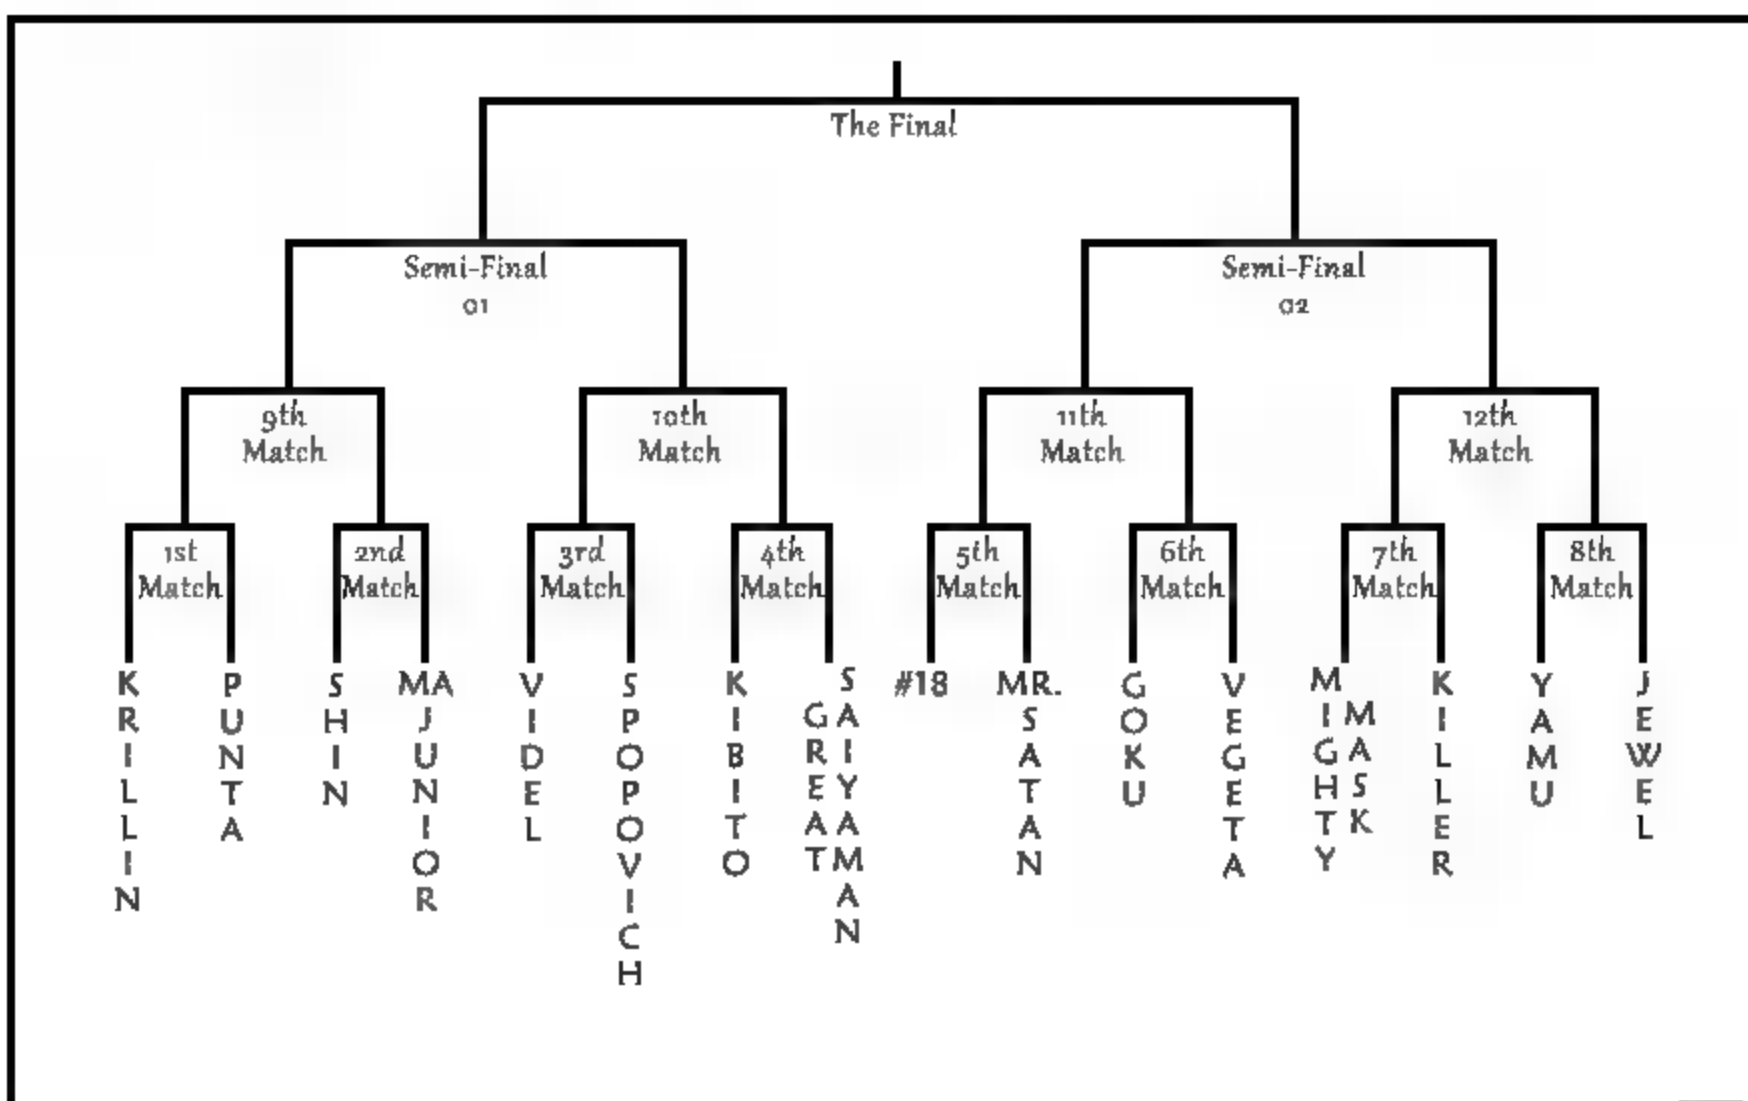 The Final
Semi-Final
01
Semi-Final
02
9th
Match
10th
Match
11th
Match
12th
Match
1st
Match
2nd
Match
3rd
Match
4th
Match
5th
Match
6th
Match
7th
Match
8th
Match
KRILLIN
PUNTA
SHIN
MAJUNIOR
VIDEL
SPOPOVICH
KIBITO
GREAT
SAIYAMAN
#18
MR.
SATAN
GOKU
VEGETA
MIGHTY
MASK
KILLER
YAMU
JEWEL